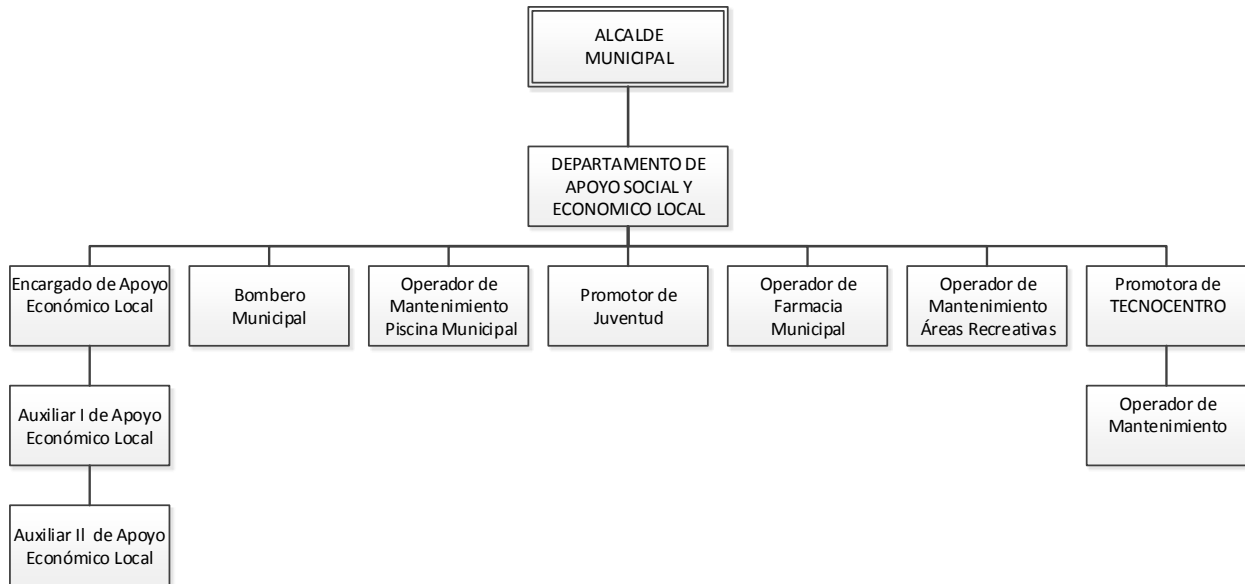 ALCALDE
MUNICIPAL
DEPARTAMENTO DE
APOYO SOCIAL Y
ECONOMICO LOCAL
Encargado de Apoyo
Económico Local
Bombero
Municipal
Operador de
Mantenimiento
Piscina Municipal
Promotor de
Juventud
Operador de
Farmacia
Municipal
Operador de
Mantenimiento
Áreas Recreativas
Promotora de
TECNOCENTRO
Auxiliar I de Apoyo
Económico Local
Operador de
Mantenimiento
Auxiliar Il de Apoyo
Económico Local